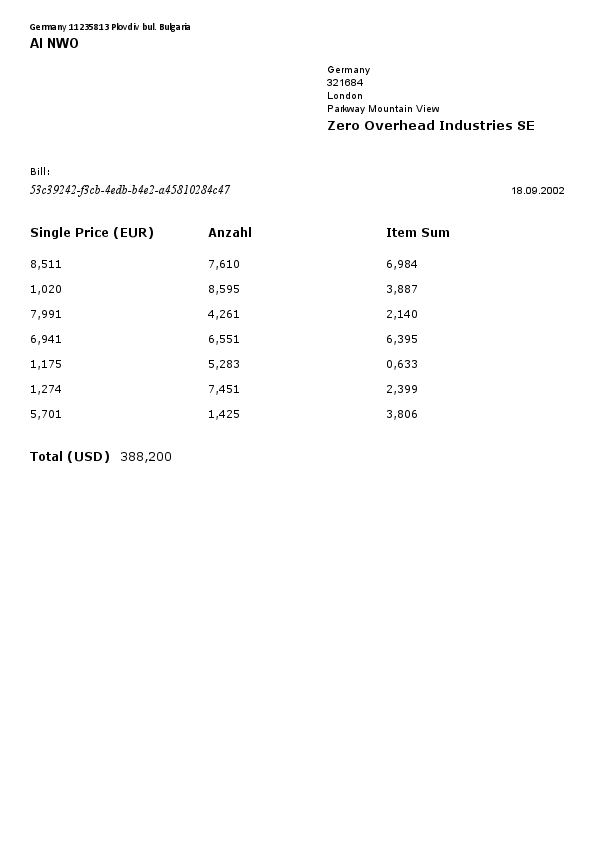 Germany 11235813 Plovdiv bul. Bulgaria
AI NWO
Germany
321684
London
Parkway Mountain View
Zero Overhead Industries SE
Bill:
53c39242-f3cb-4edb-b4e2-a45810284c47 18.09.2002
Single Price (EUR) Anzahl Item Sum
8,511 7,610 6,984
1,020 8,595 3,887
7,991 4,261 2,140
6,941 6,551 6,395
1,175 5,283 0,633
1,274 7,451 2,399
5,701 1,425 3,806
Total (USD) 388,200